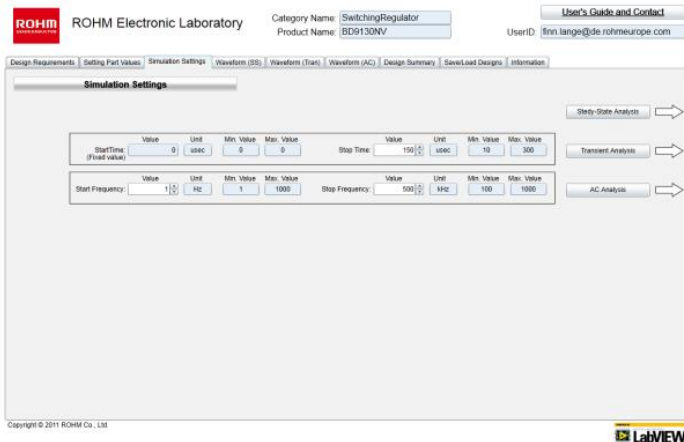 ROHM
SEMICONDUCTOR
ROHM Electronic Laboratory
Category Name: SwitchingRegulator
Product Name: BD9130NV
User's Guide and Contact
UserID: finn.lange@de.rohmeurope.com
Design Requirements Setting Part Values Simulation Settings Waveform (SS) Waveform (Tran) Waveform (AC) Design Summary Save/Load Designs Information
Simulation Settings
Stedy-State Analysis
Value Unit Min. Value Max. Value Value Unit Min. Value Max. Value
StartTime: 0 usec 0 0 Stop Time: 150 usec 10 300 Transient Analysis
(Fixed value)
Value Unit Min. Value Max. Value Value Unit Min. Value Max. Value
Start Frequency: 1 Hz 1 1000 Stop Frequency: 500 kHz 100 1000 AC Analysis
Copyright © 2011 ROHM Co., Ltd.
LabVIEW